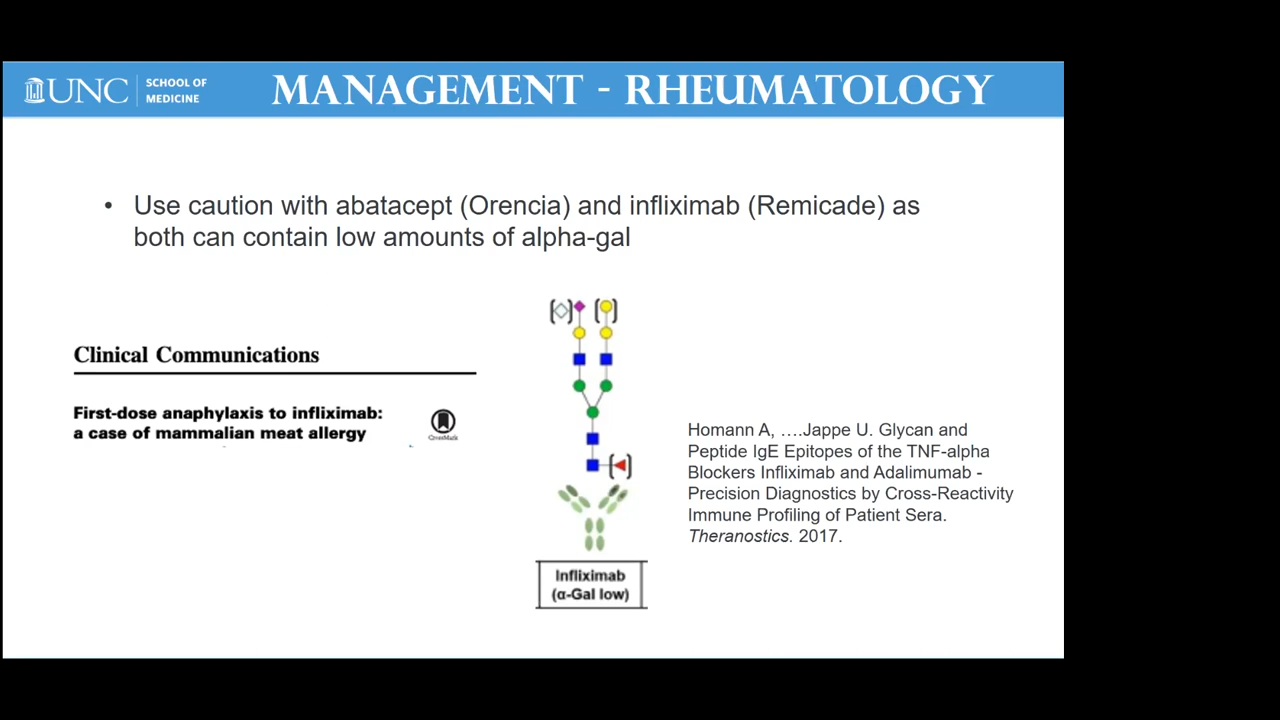 UNC
SCHOOL OF
MEDICINE
MANAGEMENT - RHEUMATOLOGY
• Use caution with abatacept (Orencia) and infliximab (Remicade) as
both can contain low amounts of alpha-gal
Clinical Communications
First-dose anaphylaxis to infliximab:
a case of mammalian meat allergy
CrossMark
Homann A, ….Jappe U. Glycan and
Peptide IgE Epitopes of the TNF-alpha
Blockers Infliximab and Adalimumab -
Precision Diagnostics by Cross-Reactivity
Immune Profiling of Patient Sera.
Theranostics. 2017.
Infliximab
(α-Gal low)